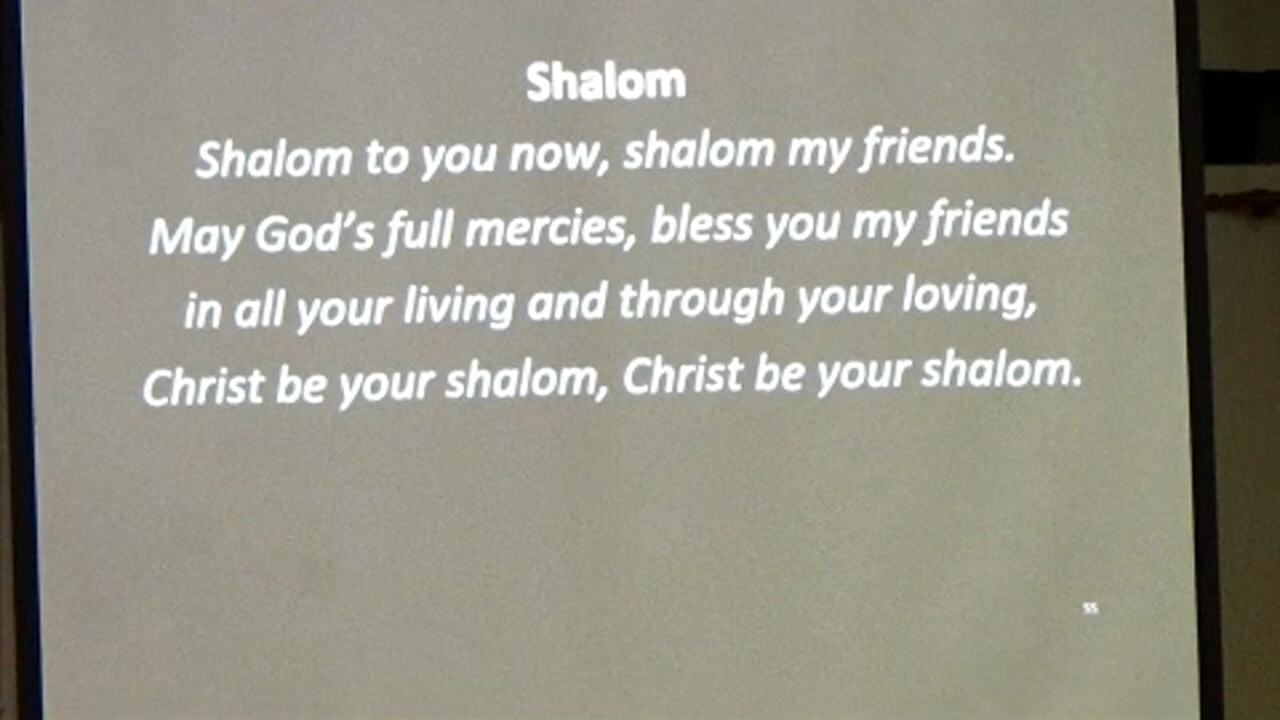 Shalom
Shalom to you now, shalom my friends.
May God’s full mercies, bless you my friends
in all your living and through your loving,
Christ be your shalom, Christ be your shalom.
55